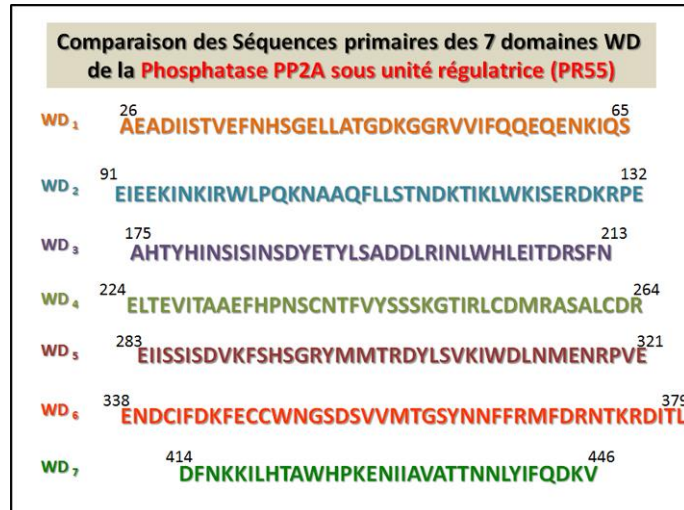 Comparaison des Séquences primaires des 7 domaines WD
de la Phosphatase PP2A sous unité régulatrice (PR55)
26 65
WD 1 AEADIISTVEFNHSGELLATGDKGGRVVIFQQEQENKIQS
91 132
WD 2 EIEEKINKIRWLPQKNAAQFLLSTNDKTIKLWKISERDKRPE
175 213
WD 3 AHTYHINSISINSDYETYLSADDLRINLWHLEITDRSFN
224 264
WD 4 ELTEVITAAEFHPNSCNTFVYSSSKGTIRLCDMRASALCDR
283 321
WD 5 EIISSISDVKFSHSGRYMMTRDYLSVKIWDLNMENRPVE
338 379
WD 6 ENDCIFDKFECCWNGSDSVVMTGSYNNFFRMFDRNTKRDITL
414 446
WD 7 DFNKKILHTAWHPKENIIAVATTNNLYIFQDKV